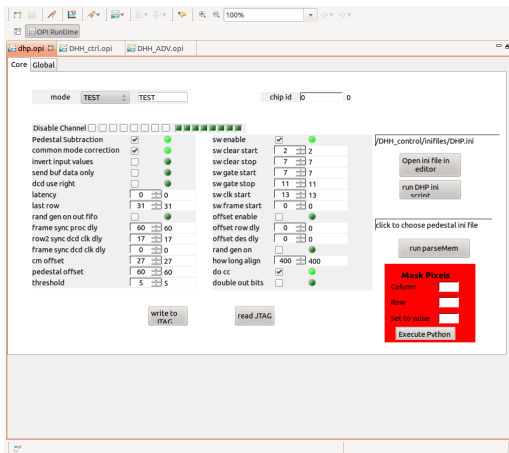 100%
OPI Runtime
dhp.opi DHH_ctrl.opi DHH_ADV.opi
Core Global
mode TEST TEST chip id 0 0
Disable Channel
Pedestal Subtraction sw enable
common mode correction sw clear start 2 2
/DHH_control/inifiles/DHP.ini
invert input values sw clear stop 7 7
send buf data only sw gate start 7 7
Open ini file in
editor
dcd use right sw gate stop 11 11
latency 0 0 sw clk start 13 13
run DHP ini
script
last row 31 31 sw frame start 0 0
rand gen on out fifo offset enable
frame sync proc dly 60 60 offset row dly 0 0
click to choose pedestal ini file
row2 sync dcd clk dly 17 17 offset des dly 0 0
frame sync dcd clk dly 0 0 rand gen on
run parseMem
cm offset 27 27 how long align 400 400
pedestal offset 60 60 do cc
threshold 5 5 double out bits
Mask Pixels
Column
Row
Set to value
Execute Python
write to
JTAG
read JTAG